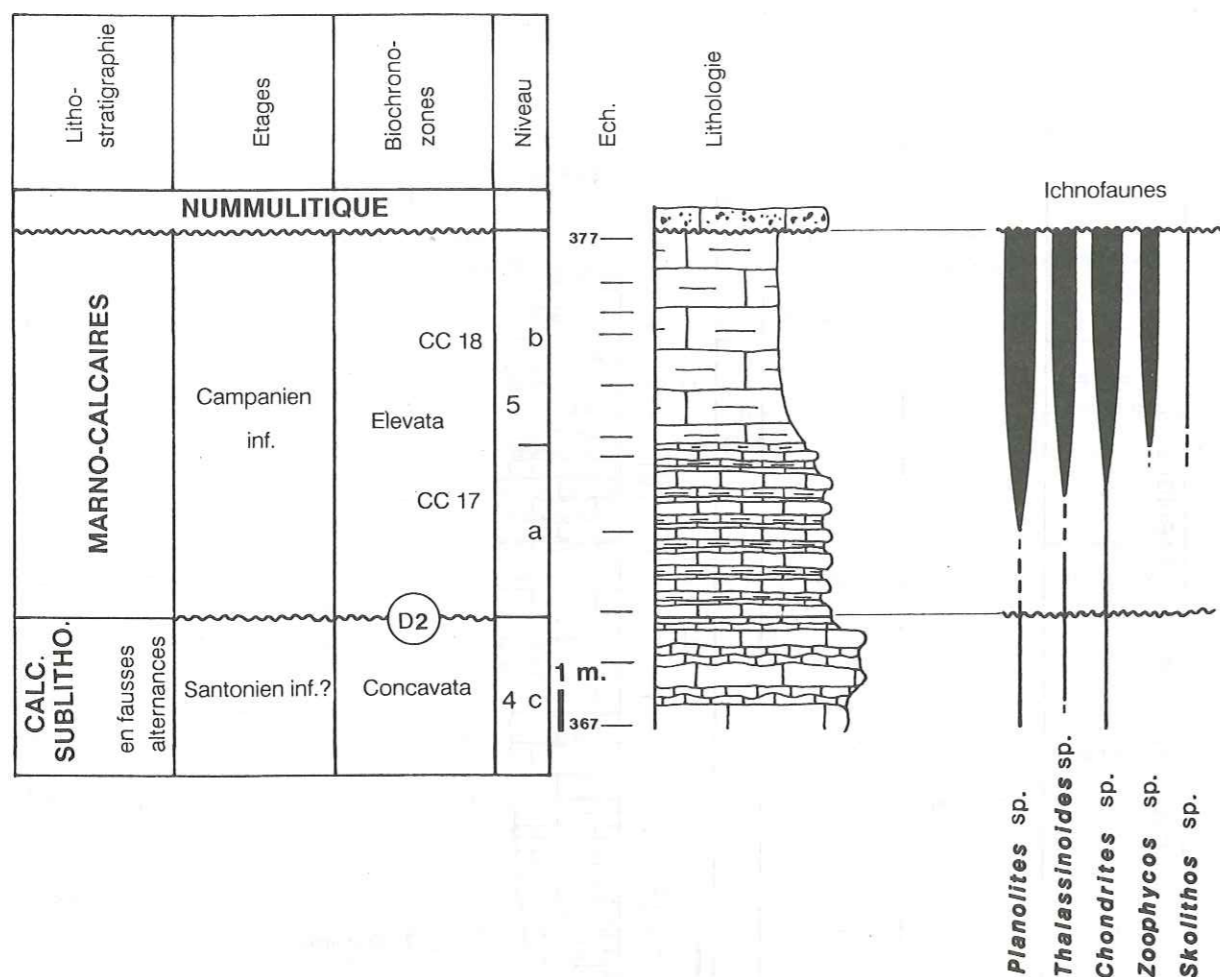 Litho-
stratigraphie
Etages
Biochrono-
zones
Niveau
Ech.
Lithologie
NUMMULITIQUE
Ichnofaunes
377
MARNO-CALCAIRES
CC 18
b
Campanien
inf.
Elevata
5
CC 17
a
D2
CALC.
SUBLITHO.
en fausses
alternances
Santonien inf.?
Concavata
4 c
1 m.
367
Planolites sp.
Thalassinoides sp.
Chondrites sp.
Zoophycos sp.
Skolithos sp.